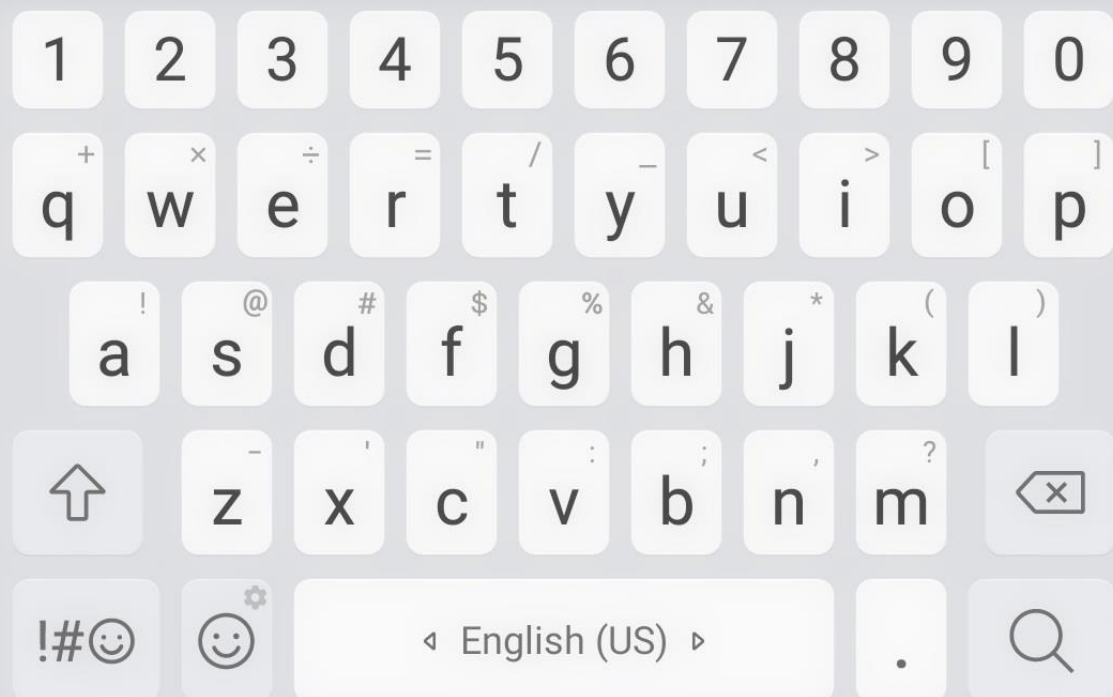 1 2 3 4 5 6 7 8 9 0
+ × ÷ = / _ < > [ ]
q w e r t y u i o p
! @ # $ % & * ( )
a s d f g h j k l
- ' " : ; , ?
z x c v b n m
!#☺ English (US) .